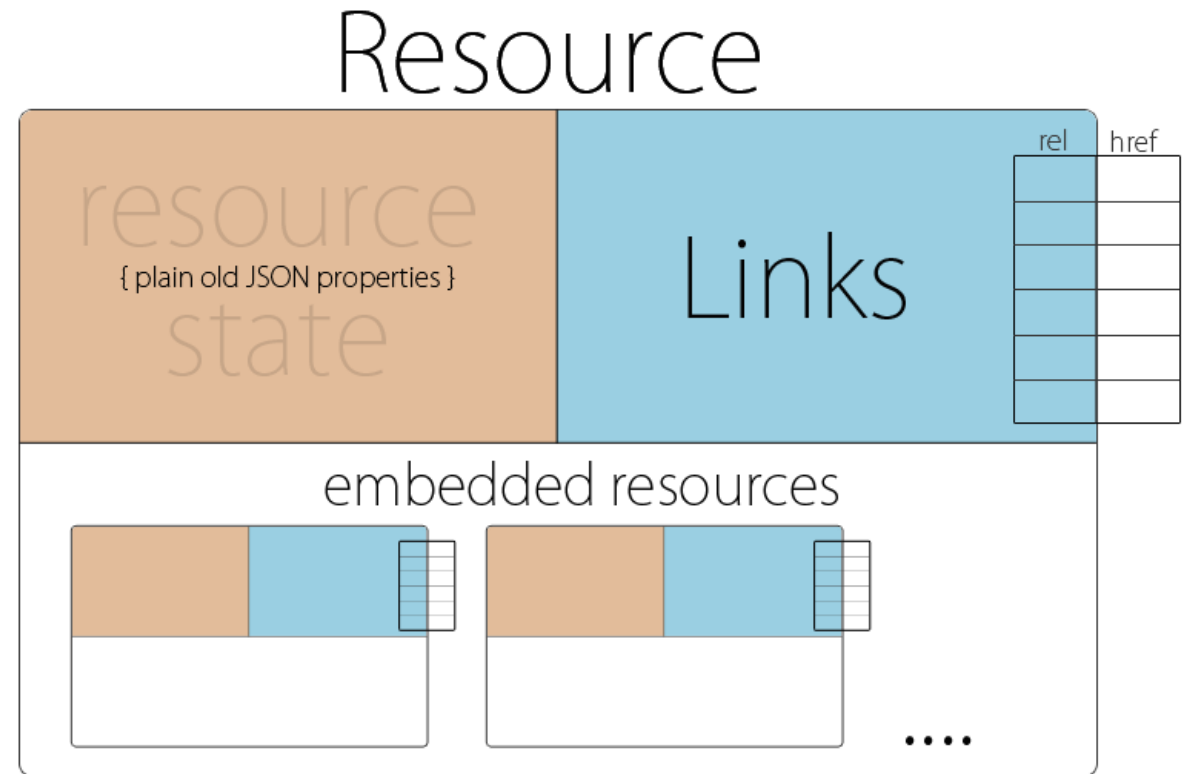 Resource
resource
{ plain old JSON properties }
state
Links
rel href
embedded resources
....